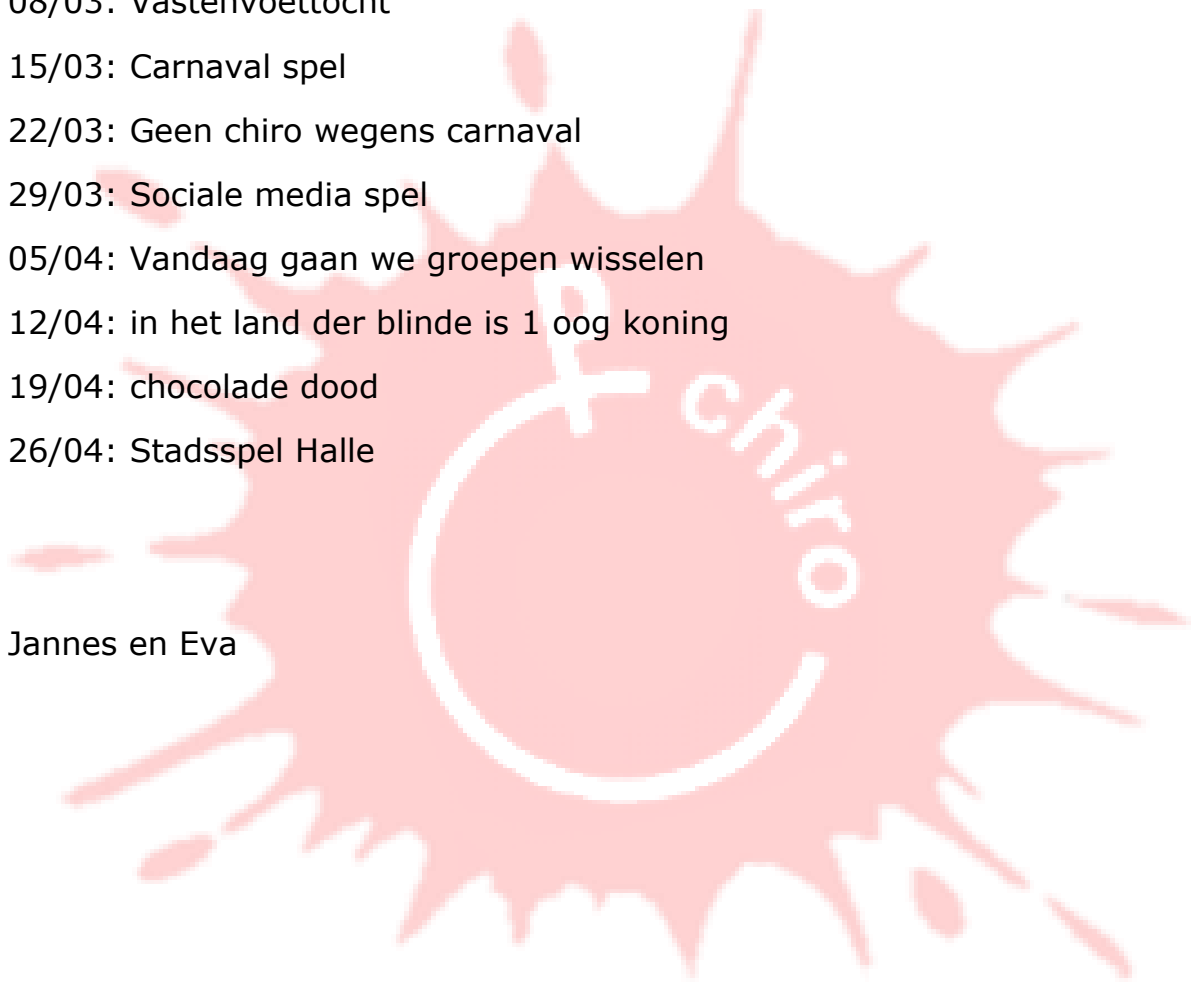 08/03: Vastenvoettocht
15/03: Carnaval spel
22/03: Geen chiro wegens carnaval
29/03: Sociale media spel
05/04: Vandaag gaan we groepen wisselen
12/04: in het land der blinde is 1 oog koning
19/04: chocolade dood
26/04: Stadsspel Halle
chiro
Jannes en Eva